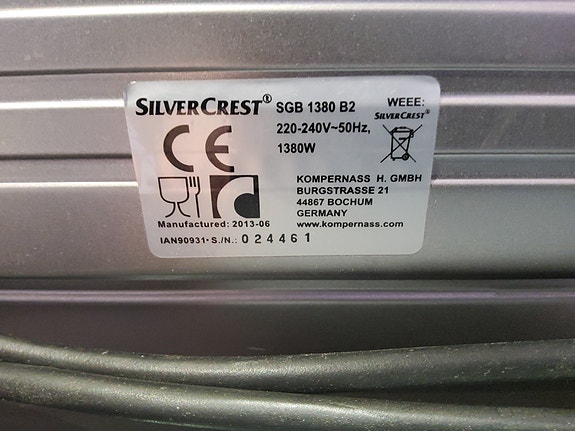 SILVERCREST® SGB 1380 B2
WEEE:
SILVERCREST®
220-240V~50Hz,
1380W
CE
KOMPERNASS H. GMBH
BURGSTRASSE 21
44867 BOCHUM
GERMANY
Manufactured: 2013-06
www.kompernass.com
IAN90931• S./N.: 024461